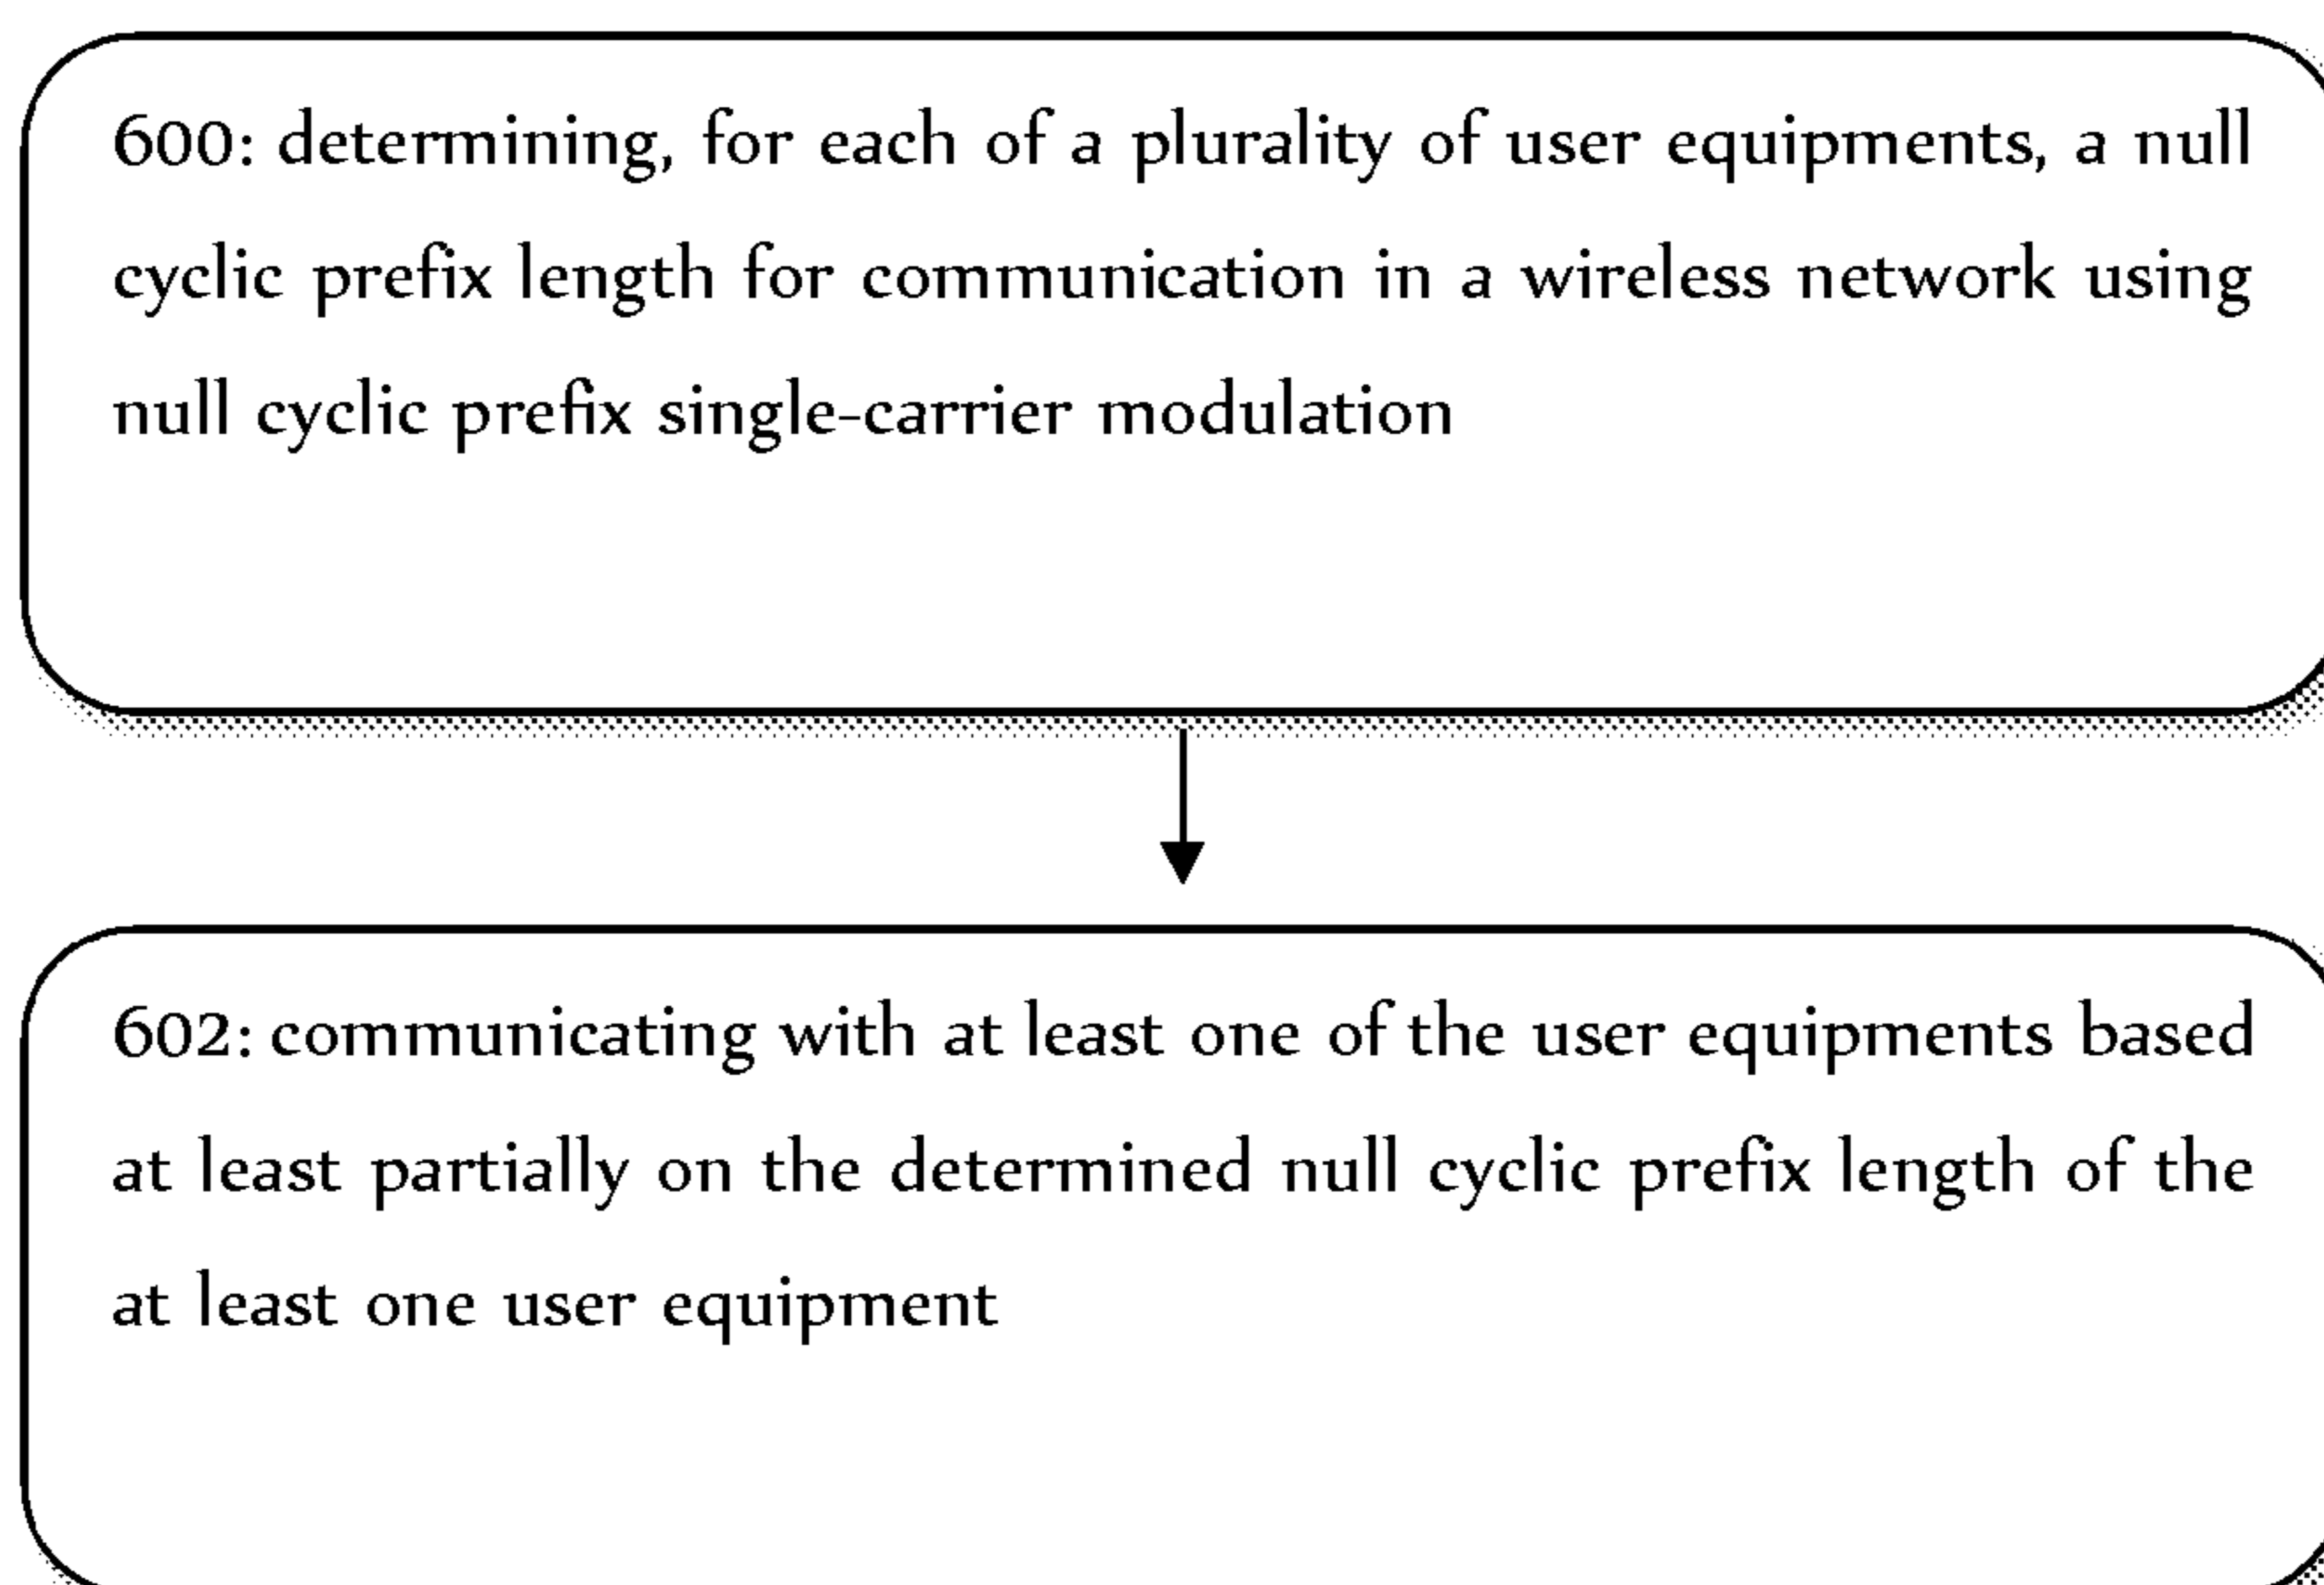 600: determining, for each of a plurality of user equipments, a null
cyclic prefix length for communication in a wireless network using
null cyclic prefix single-carrier modulation
602: communicating with at least one of the user equipments based
at least partially on the determined null cyclic prefix length of the
at least one user equipment